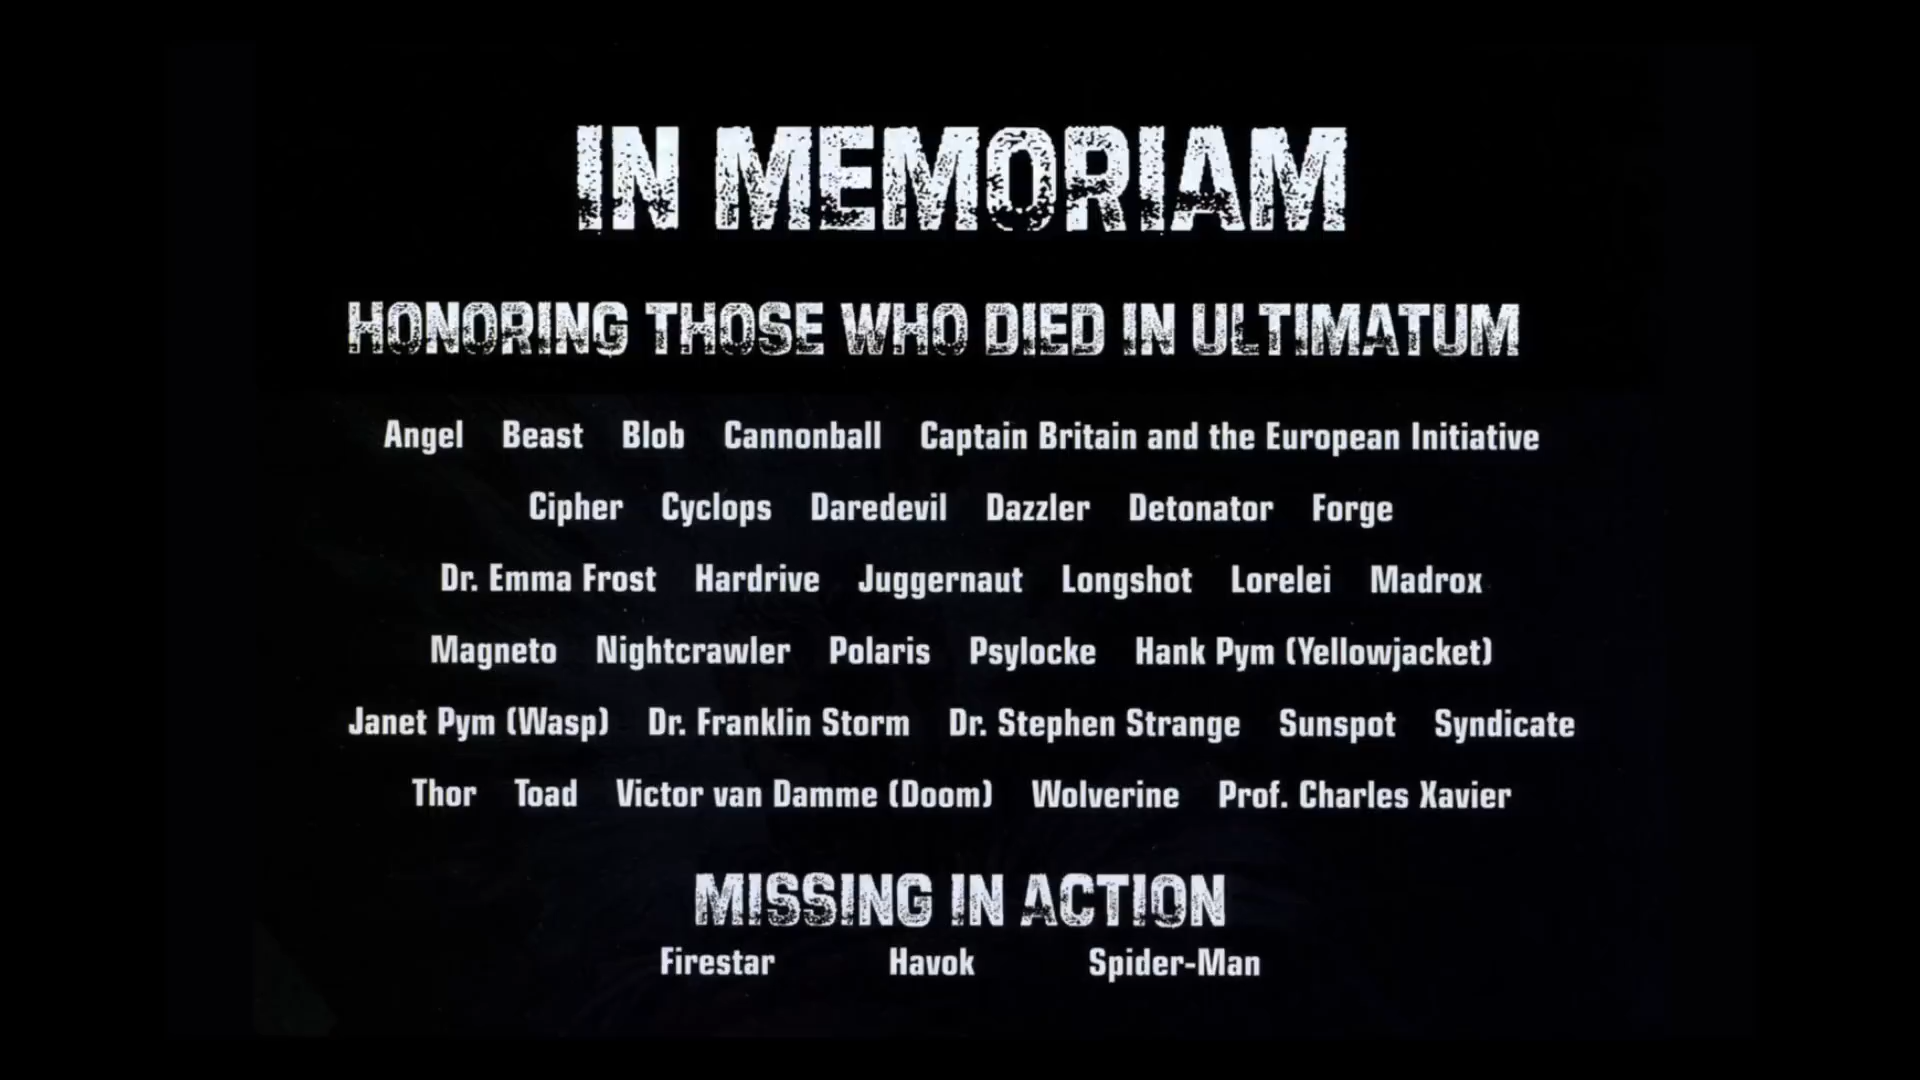 IN MEMORIAM
HONORING THOSE WHO DIED IN ULTIMATUM
Angel Beast Blob Cannonball Captain Britain and the European Initiative
Cipher Cyclops Daredevil Dazzler Detonator Forge
Dr. Emma Frost Hardrive Juggernaut Longshot Lorelei Madrox
Magneto Nightcrawler Polaris Psylocke Hank Pym (Yellowjacket)
Janet Pym (Wasp) Dr. Franklin Storm Dr. Stephen Strange Sunspot Syndicate
Thor Toad Victor van Damme (Doom) Wolverine Prof. Charles Xavier
MISSING IN ACTION
Firestar Havok Spider-Man